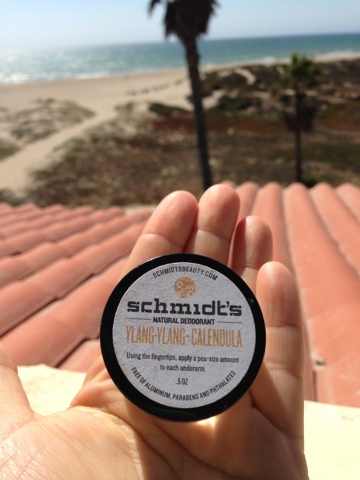 SCHMIDTSBEAUTY.COM
schmidt's
NATURAL DEODORANT
YLANG-YLANG + CALENDULA
Using the fingertips, apply a pea-size amount
to each underarm.
.5 OZ
FREE OF ALUMINUM, PARABENS AND PHTHALATES